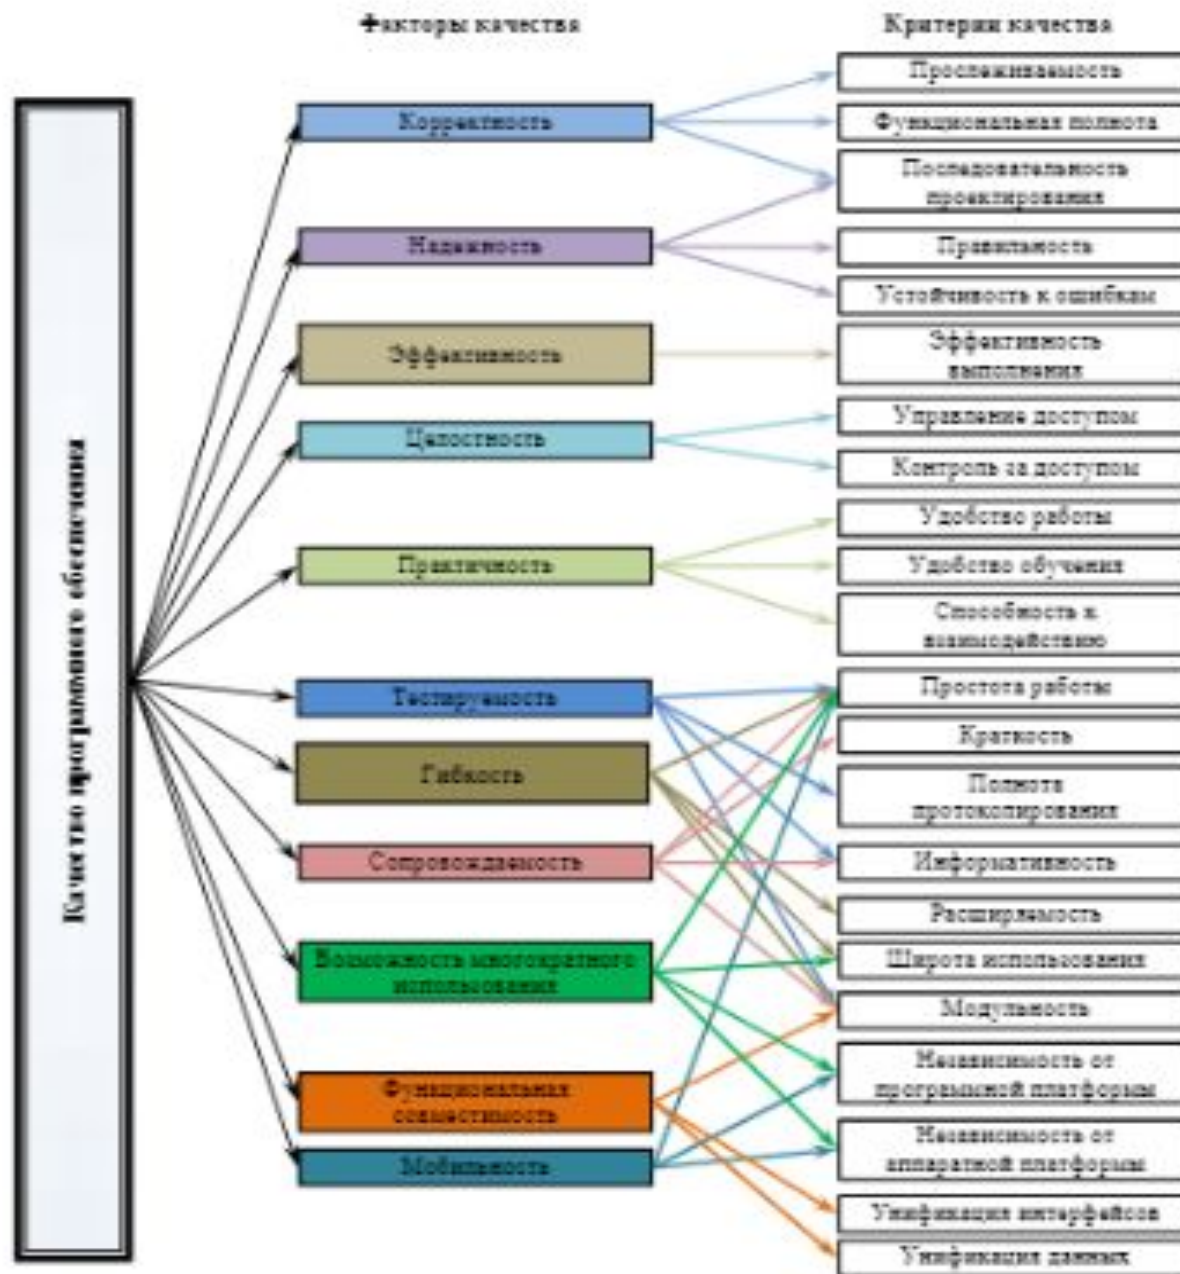 Факторы качества
Критерии качества
Качество программного обеспечения
Корректность
Надежность
Эффективность
Целостность
Практичность
Тестируемость
Гибкость
Сопровождаемость
Возможность многократного
использования
Функциональная
совместимость
Мобильность
Прослеживаемость
Функциональная полнота
Последовательность
проектирования
Правильность
Устойчивость к ошибкам
Эффективность
выполнения
Управление доступом
Контроль за доступом
Удобство работы
Удобство обучения
Способность к
взаимодействию
Простота работы
Краткость
Полнота
протоколирования
Информативность
Расширяемость
Широта использования
Модульность
Независимость от
программной платформы
Независимость от
аппаратной платформы
Унификация интерфейсов
Унификация данных